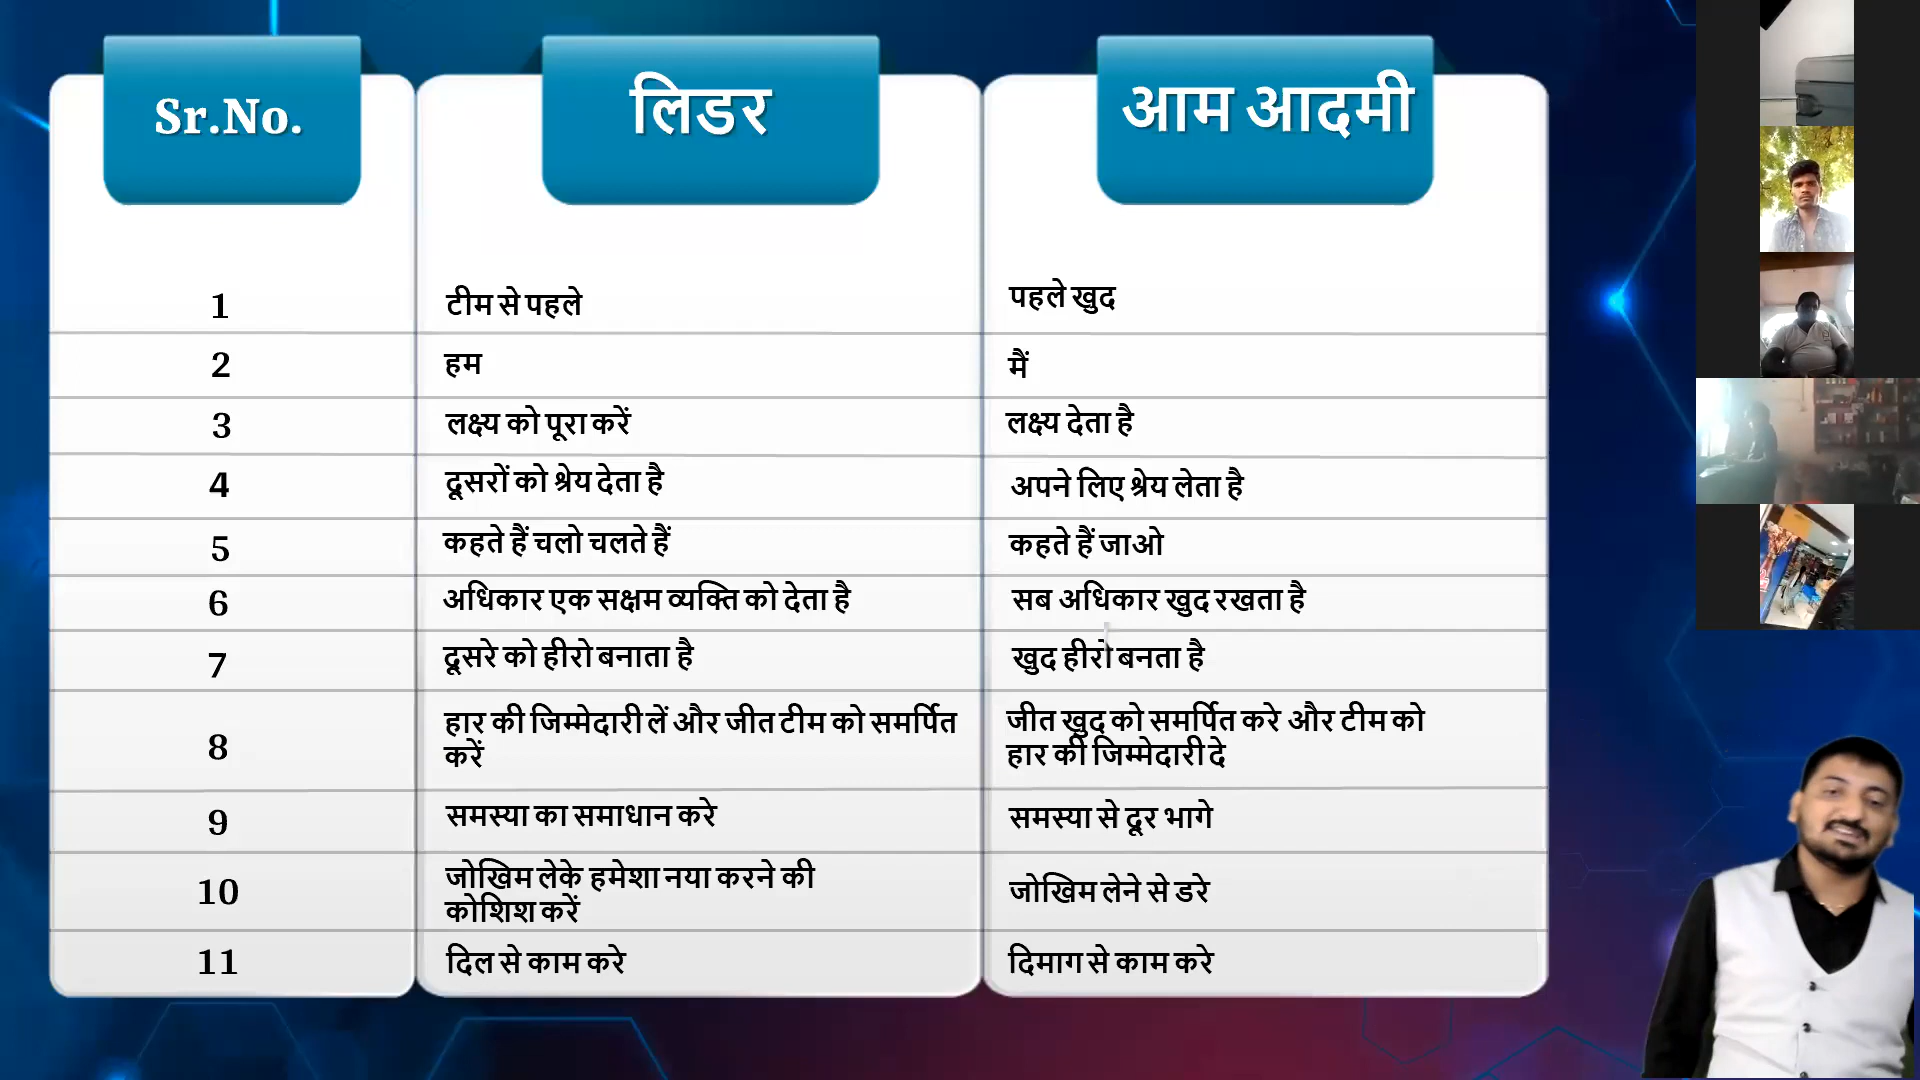 Sr.No. लिडर आम आदमी
1 टीम से पहले पहले खुद
2 हम मैं
3 लक्ष्य को पूरा करें लक्ष्य देता है
4 दूसरों को श्रेय देता है अपने लिए श्रेय लेता है
5 कहते हैं चलो चलते हैं कहते हैं जाओ
6 अधिकार एक सक्षम व्यक्ति को देता है सब अधिकार खुद रखता है
7 दूसरे को हीरो बनाता है खुद हीरो बनता है
8 हार की जिम्मेदारी लें और जीत टीम को समर्पित
करें
जीत खुद को समर्पित करे और टीम को
हार की जिम्मेदारी दे
9 समस्या का समाधान करे समस्या से दूर भागे
10 जोखिम लेके हमेशा नया करने की
कोशिश करें
जोखिम लेने से डरे
11 दिल से काम करे दिमाग से काम करे